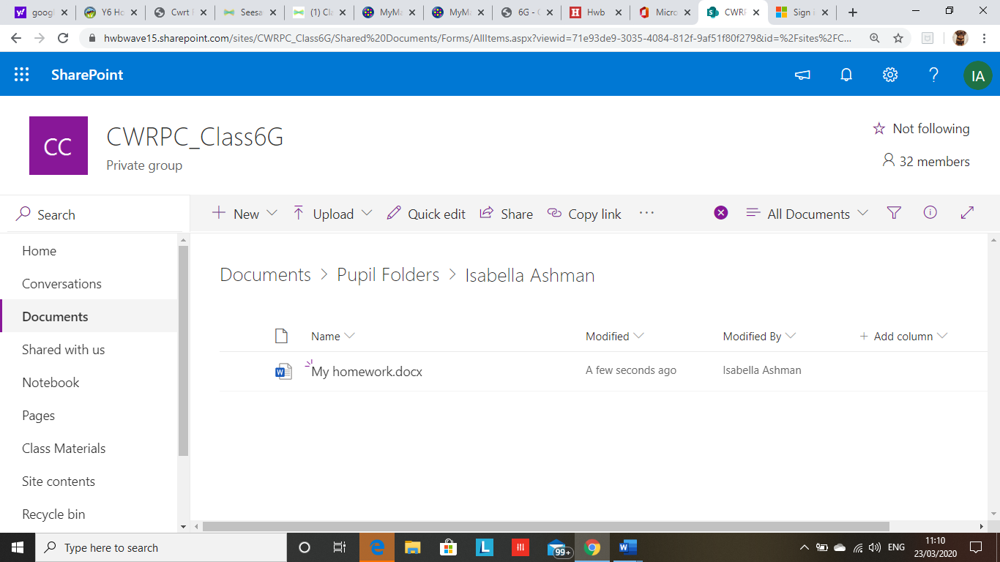 googl
Y6 Ho
Cwrt R
Seesa
(1) Cla
MyMa
MyMa
6G - C
Hwb
Micro
CWRP
Sign i
hwbwave15.sharepoint.com/sites/CWRPC_Class6G/Shared%20Documents/Forms/AllItems.aspx?viewid=71e93de9-3035-4084-812f-9af51f80f279&id=%2Fsites%2FC...
SharePoint
IA
CC
CWRPC_Class6G
Private group
Not following
32 members
Search
New
Upload
Quick edit
Share
Copy link
All Documents
Home
Conversations
Documents
Shared with us
Notebook
Pages
Class Materials
Site contents
Recycle bin
Documents > Pupil Folders > Isabella Ashman
Name Modified Modified By + Add column
My homework.docx A few seconds ago Isabella Ashman
Type here to search
99+
ENG
11:10
23/03/2020